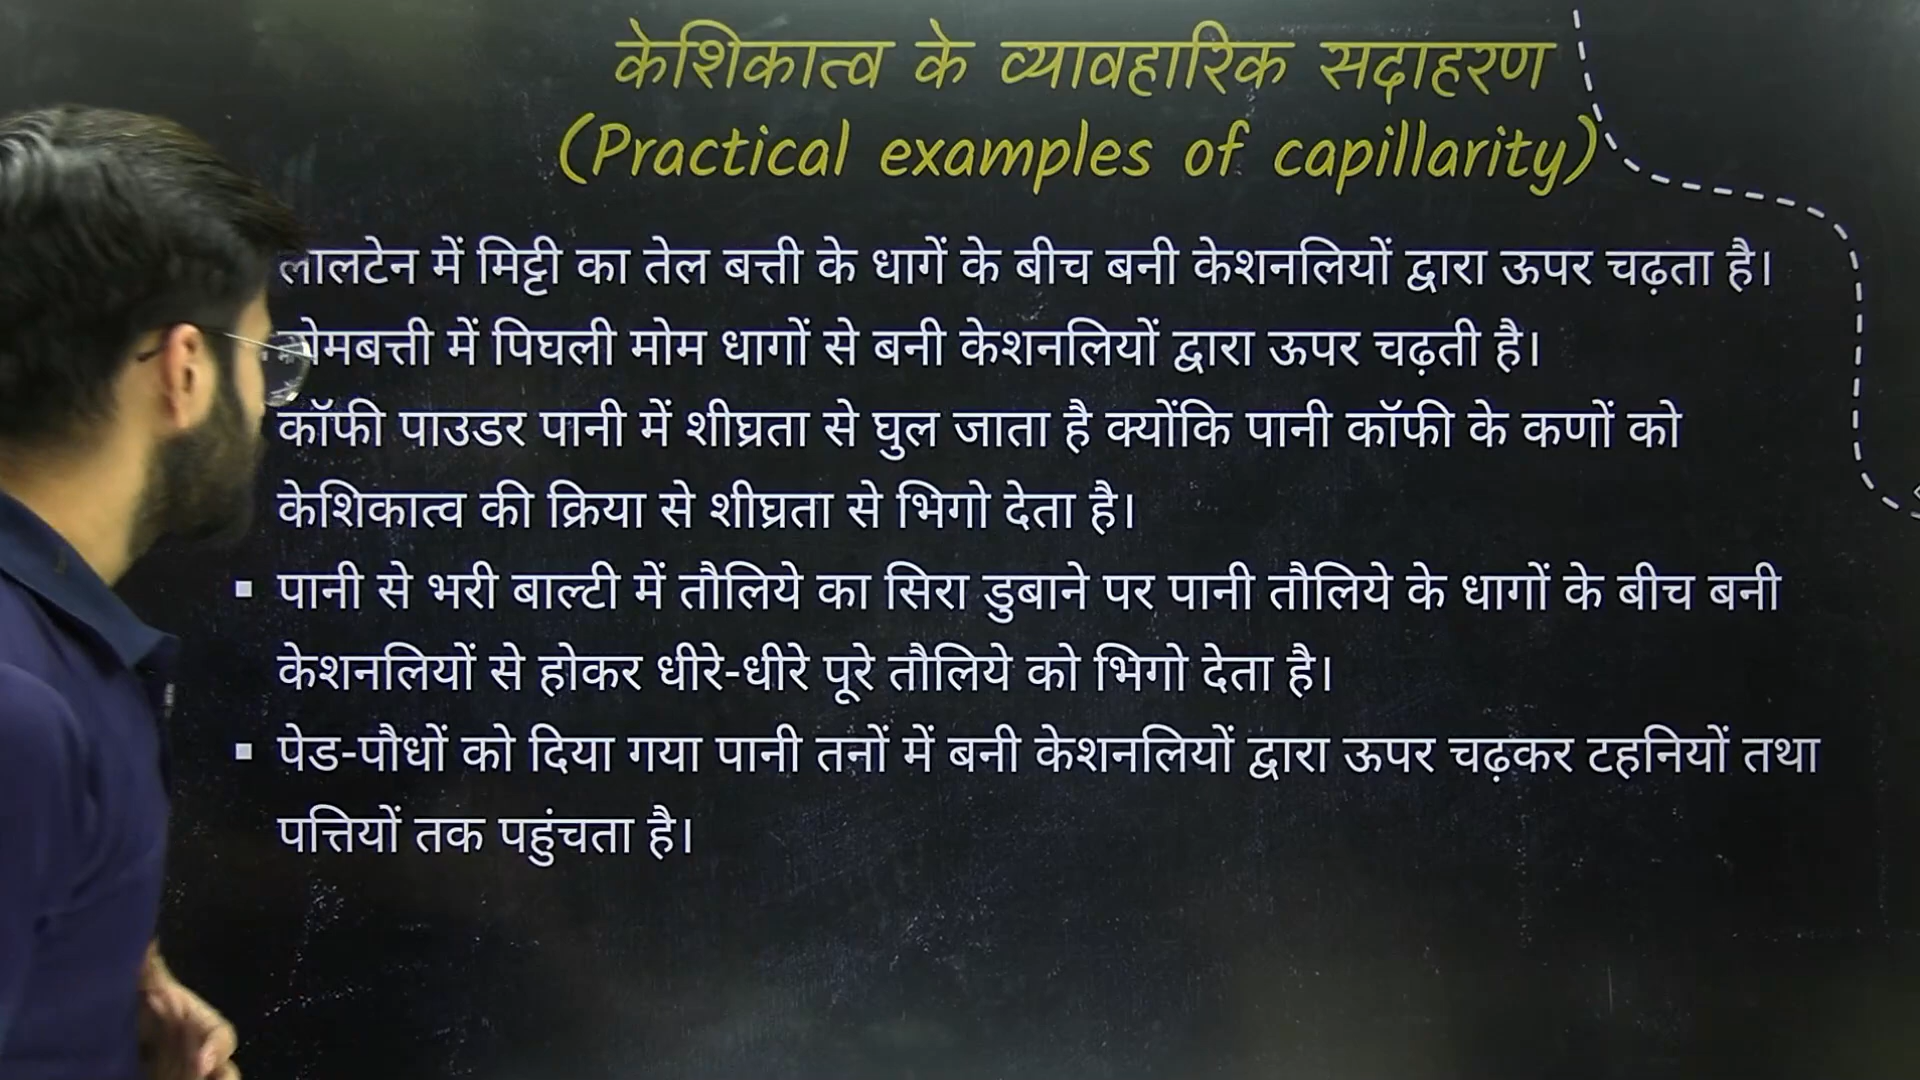 केशिकात्व के व्यावहारिक सदाहरण
(Practical examples of capillarity)
लालटेन में मिट्टी का तेल बत्ती के धागें के बीच बनी केशनलियों द्वारा ऊपर चढ़ता है।
मोमबत्ती में पिघली मोम धागों से बनी केशनलियों द्वारा ऊपर चढ़ती है।
कॉफी पाउडर पानी में शीघ्रता से घुल जाता है क्योंकि पानी कॉफी के कणों को
केशिकात्व की क्रिया से शीघ्रता से भिगो देता है।
▪ पानी से भरी बाल्टी में तौलिये का सिरा डुबाने पर पानी तौलिये के धागों के बीच बनी
केशनलियों से होकर धीरे-धीरे पूरे तौलिये को भिगो देता है।
▪ पेड-पौधों को दिया गया पानी तनों में बनी केशनलियों द्वारा ऊपर चढ़कर टहनियों तथा
पत्तियों तक पहुंचता है।